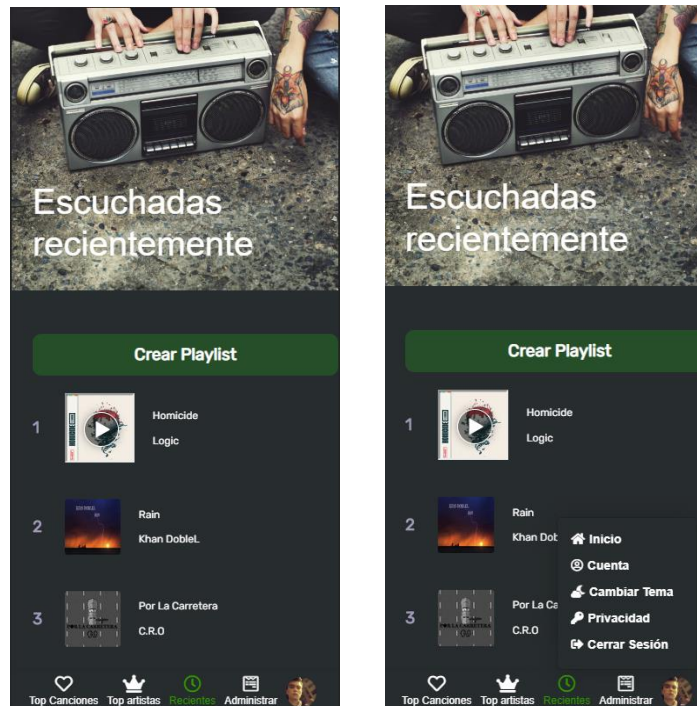 Escuchadas
recientemente
Crear Playlist
1
Homicide
Logic
2
Rain
Khan DobleL.
3
Por La Carretera
C.R.O
Top Canciones
Top artistas
Recientes
Administrar
Escuchadas
recientemente
Crear Playlist
1
Homicide
Logic
2
Rain
Khan Dob
3
Por La Ca
C.R.O
Inicio
Cuenta
Cambiar Tema
Privacidad
Cerrar Sesión
Top Canciones
Top artistas
Recientes
Administrar